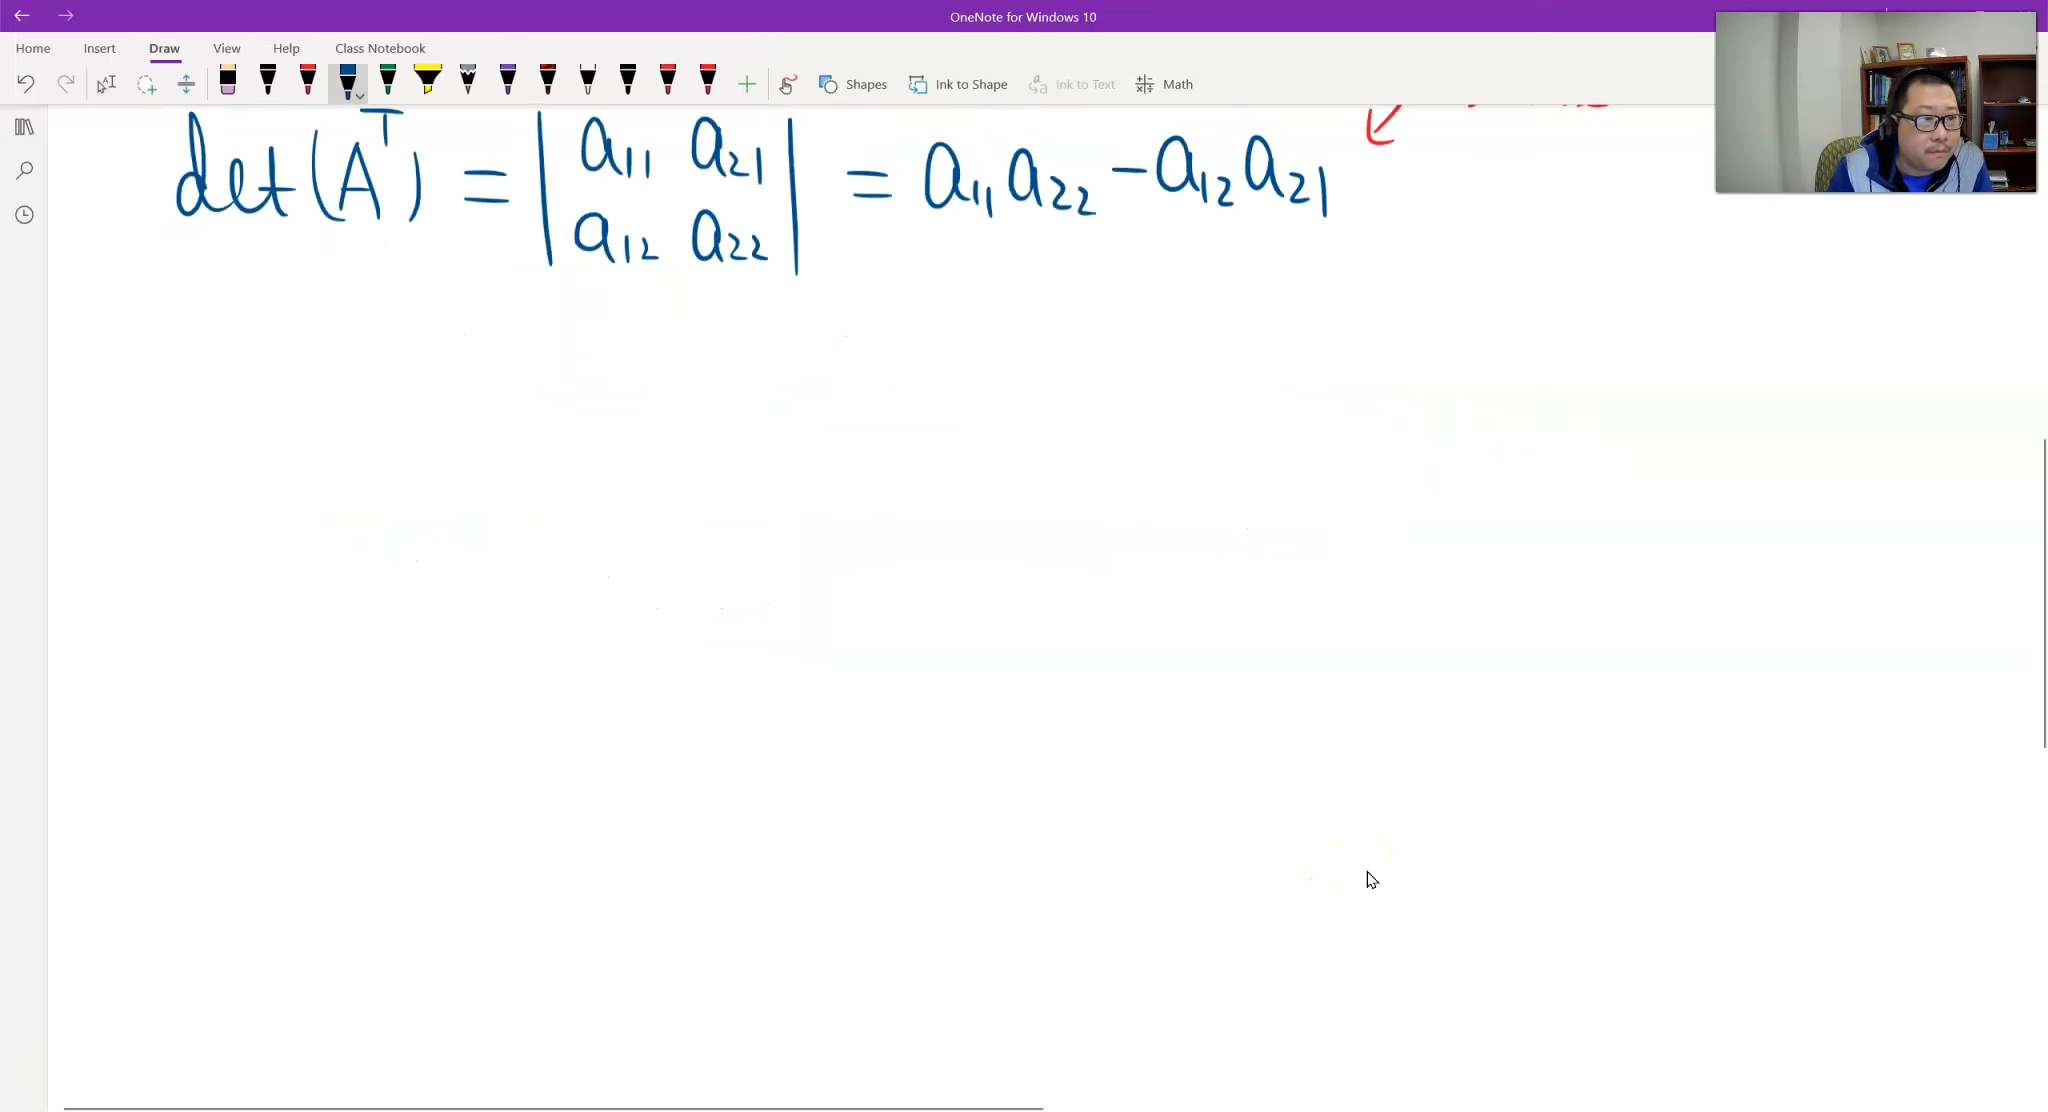 OneNote for Windows 10
Home Insert Draw View Help Class Notebook
Shapes Ink to Shape Ink to Text Math
det(Aᵀ) = | a₁₁ a₂₁ | = a₁₁a₂₂ − a₁₂a₂₁
| a₁₂ a₂₂ |